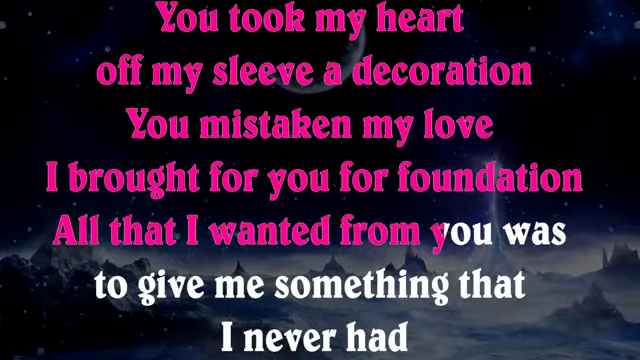 You took my heart
off my sleeve a decoration
You mistaken my love
I brought for you for foundation
All that I wanted from you was
to give me something that
I never had